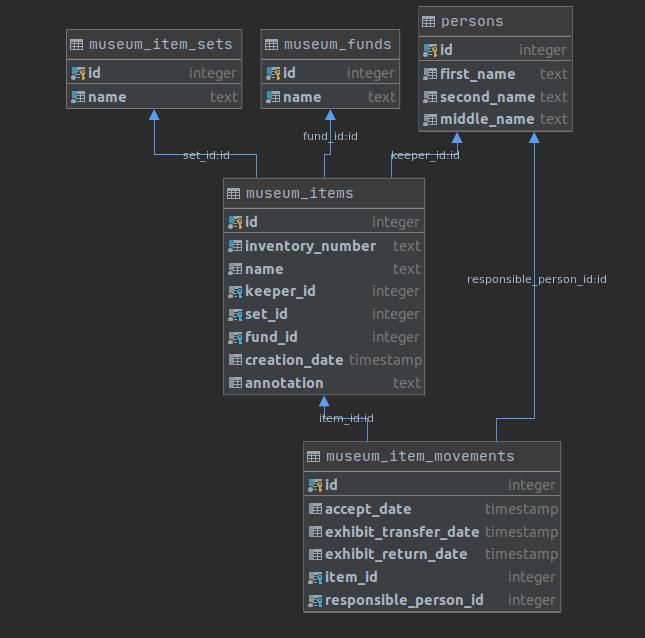 museum_item_sets
id integer
name text
museum_funds
id integer
name text
persons
id integer
first_name text
second_name text
middle_name text
set_id:id
fund_id:id
keeper_id:id
museum_items
id integer
inventory_number text
name text
keeper_id integer
set_id integer
fund_id integer
creation_date timestamp
annotation text
responsible_person_id:id
item_id:id
museum_item_movements
id integer
accept_date timestamp
exhibit_transfer_date timestamp
exhibit_return_date timestamp
item_id integer
responsible_person_id integer